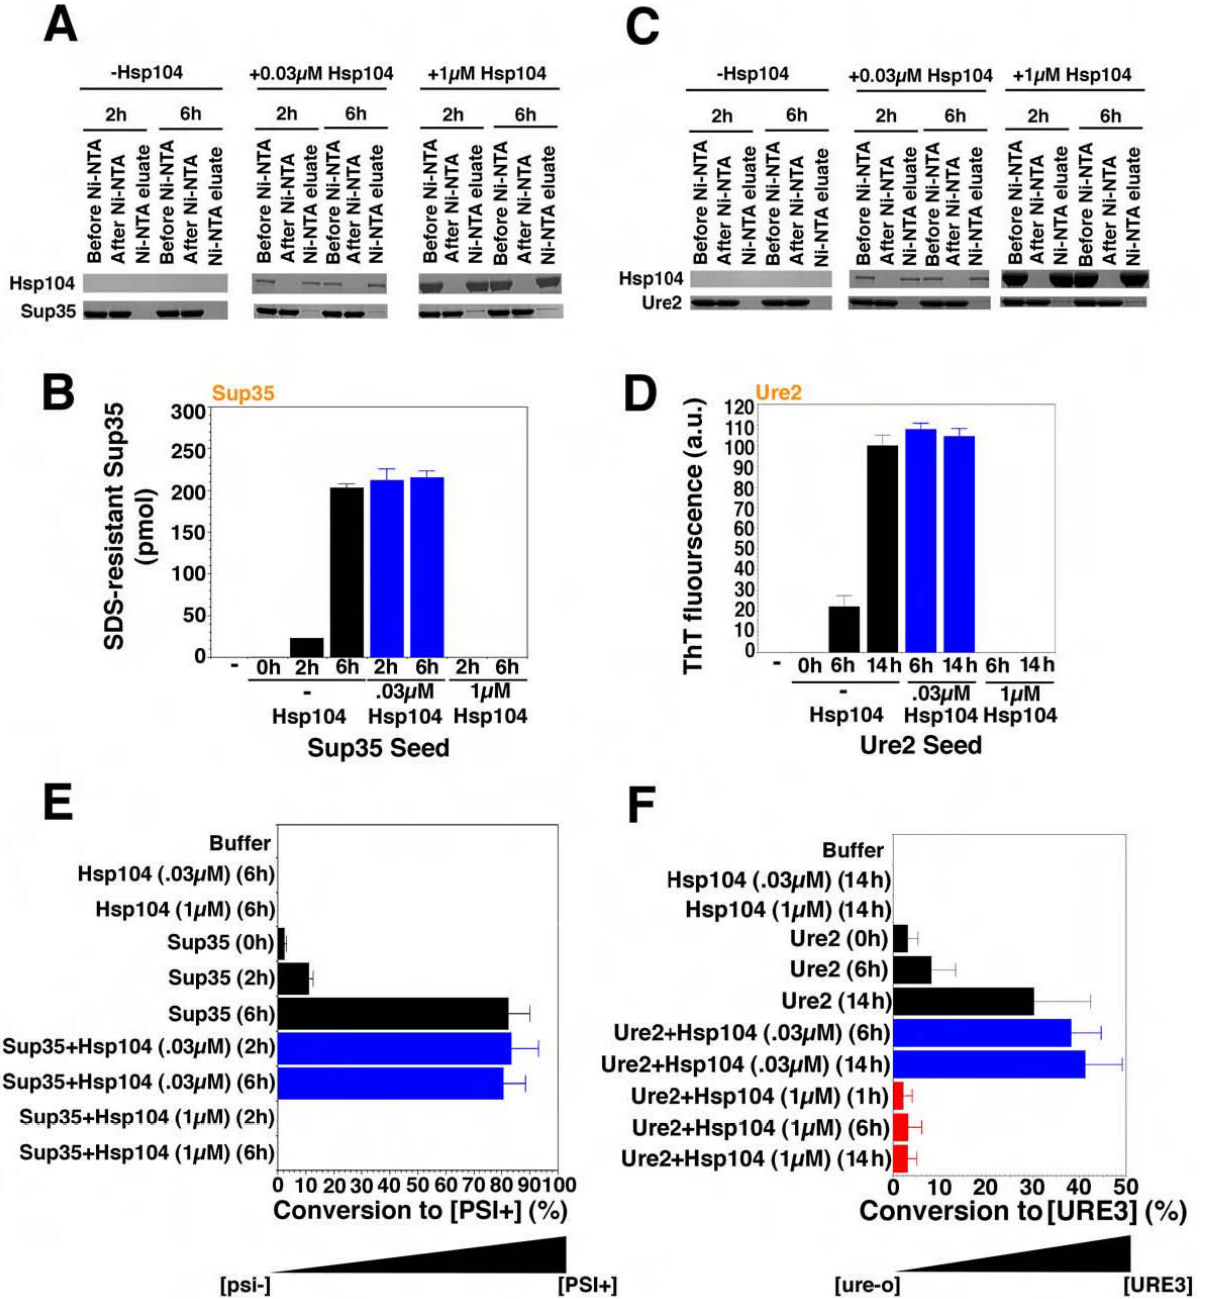 A
-Hsp104
+0.03µM Hsp104
+1µM Hsp104
2h 6h 2h 6h 2h 6h
Before Ni-NTA
After Ni-NTA
Ni-NTA eluate
Before Ni-NTA
After Ni-NTA
Ni-NTA eluate
Before Ni-NTA
After Ni-NTA
Ni-NTA eluate
Before Ni-NTA
After Ni-NTA
Ni-NTA eluate
Before Ni-NTA
After Ni-NTA
Ni-NTA eluate
Before Ni-NTA
After Ni-NTA
Ni-NTA eluate
Hsp104
Sup35
C
-Hsp104
+0.03µM Hsp104
+1µM Hsp104
2h 6h 2h 6h 2h 6h
Before Ni-NTA
After Ni-NTA
Ni-NTA eluate
Before Ni-NTA
After Ni-NTA
Ni-NTA eluate
Before Ni-NTA
After Ni-NTA
Ni-NTA eluate
Before Ni-NTA
After Ni-NTA
Ni-NTA eluate
Before Ni-NTA
After Ni-NTA
Ni-NTA eluate
Before Ni-NTA
After Ni-NTA
Ni-NTA eluate
Hsp104
Ure2
B
Sup35
SDS-resistant Sup35
(pmol)
300
250
200
150
100
50
0
- 0h 2h 6h 2h 6h 2h 6h
- .03µM 1µM
Hsp104 Hsp104 Hsp104
Sup35 Seed
D
Ure2
ThT fluourscence (a.u.)
120
110
100
90
80
70
60
50
40
30
20
10
0
- 0h 6h 14h 6h 14h 6h 14h
- .03µM 1µM
Hsp104 Hsp104 Hsp104
Ure2 Seed
E
Buffer
Hsp104 (.03µM) (6h)
Hsp104 (1µM) (6h)
Sup35 (0h)
Sup35 (2h)
Sup35 (6h)
Sup35+Hsp104 (.03µM) (2h)
Sup35+Hsp104 (.03µM) (6h)
Sup35+Hsp104 (1µM) (2h)
Sup35+Hsp104 (1µM) (6h)
0 10 20 30 40 50 60 70 80 90 100
Conversion to [PSI+] (%)
[psi-] [PSI+]
F
Buffer
Hsp104 (.03µM) (14h)
Hsp104 (1µM) (14h)
Ure2 (0h)
Ure2 (6h)
Ure2 (14h)
Ure2+Hsp104 (.03µM) (6h)
Ure2+Hsp104 (.03µM) (14h)
Ure2+Hsp104 (1µM) (1h)
Ure2+Hsp104 (1µM) (6h)
Ure2+Hsp104 (1µM) (14h)
0 10 20 30 40 50
Conversion to [URE3] (%)
[ure-o] [URE3]